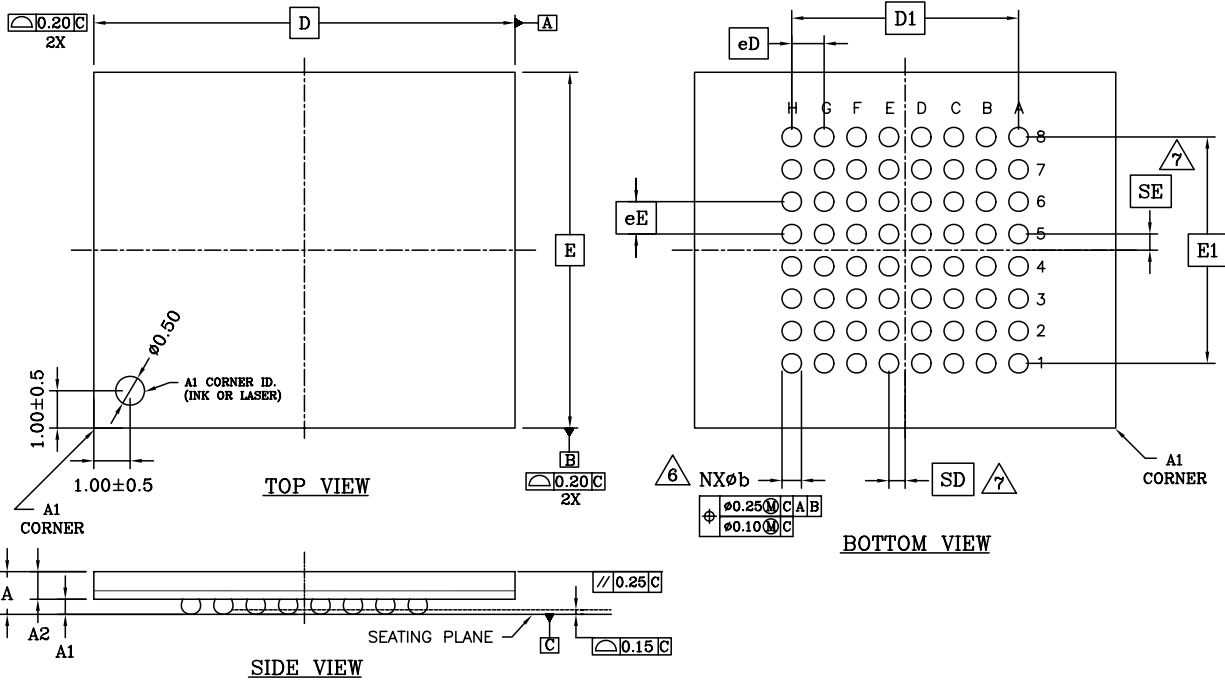 ⌓ 0.20 C
2X
D
A
E
B
⌓ 0.20 C
2X
ø0.50
A1 CORNER ID.
(INK OR LASER)
1.00±0.5
1.00±0.5
A1
CORNER
TOP VIEW
D1
eD
H G F E D C B A
8
7
6
5
4
3
2
1
7
SE
eE
E1
6 NXøb
⌖ ø0.25Ⓜ C A B
ø0.10Ⓜ C
SD 7
A1
CORNER
BOTTOM VIEW
A
A2
A1
// 0.25 C
SEATING PLANE
C
⌓ 0.15 C
SIDE VIEW